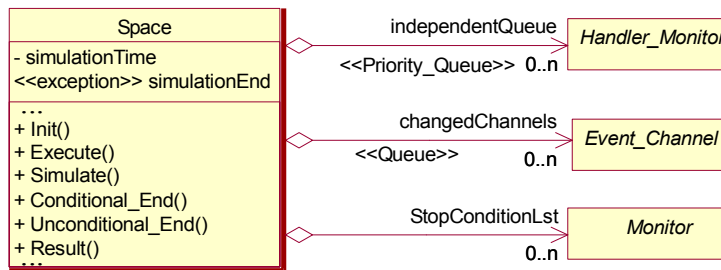 Space
- simulationTime
<<exception>> simulationEnd
...
+ Init()
+ Execute()
+ Simulate()
+ Conditional_End()
+ Unconditional_End()
+ Result()
...
independentQueue
<<Priority_Queue>> 0..n
Handler_Monitor
changedChannels
<<Queue>> 0..n
Event_Channel
StopConditionLst
0..n
Monitor